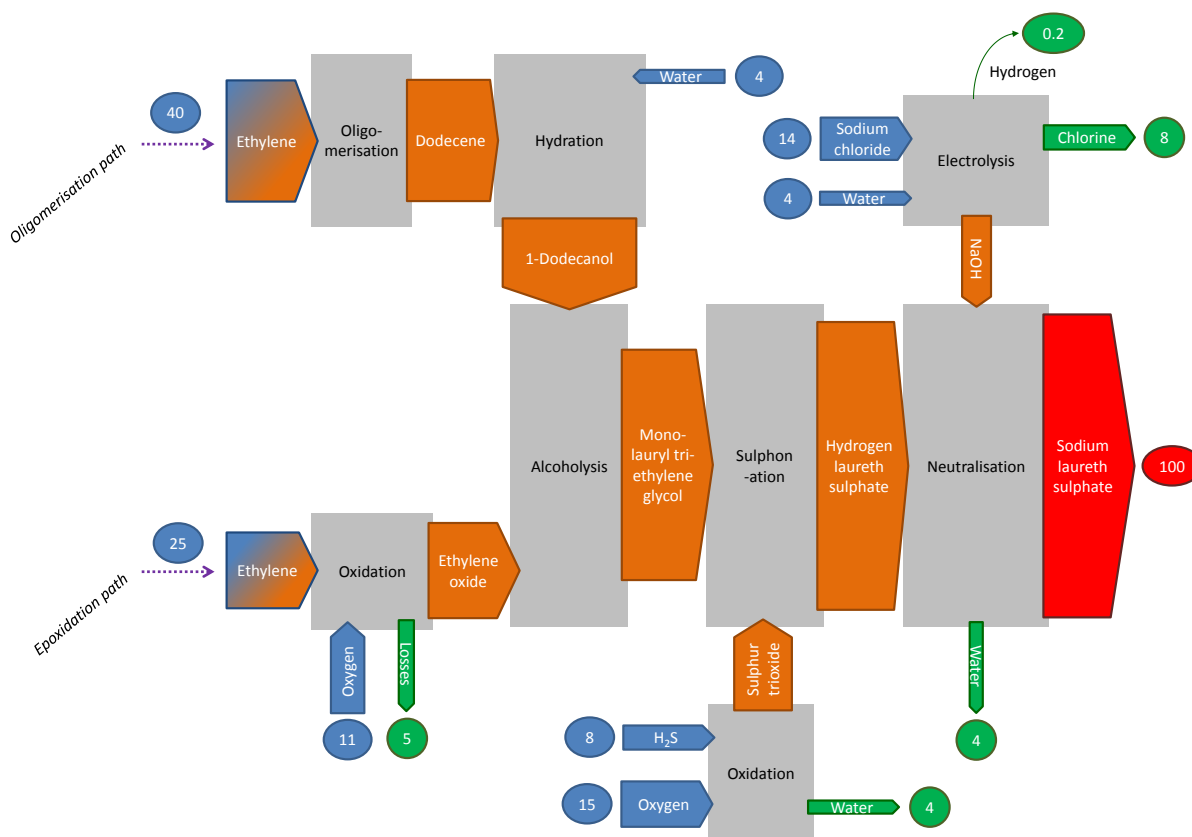 0.2
Hydrogen
40
Oligomerisation path
Ethylene
Oligo-
merisation
Dodecene
Hydration
Water
4
14
Sodium
chloride
4
Water
Electrolysis
Chlorine
8
1-Dodecanol
NaOH
Alcoholysis
Mono-
lauryl tri-
ethylene
glycol
Sulphon
-ation
Hydrogen
laureth
sulphate
Neutralisation
Sodium
laureth
sulphate
100
25
Epoxidation path
Ethylene
Oxidation
Ethylene
oxide
Oxygen
11
Losses
5
Sulphur
trioxide
8
H₂S
15
Oxygen
Oxidation
Water
4
Water
4